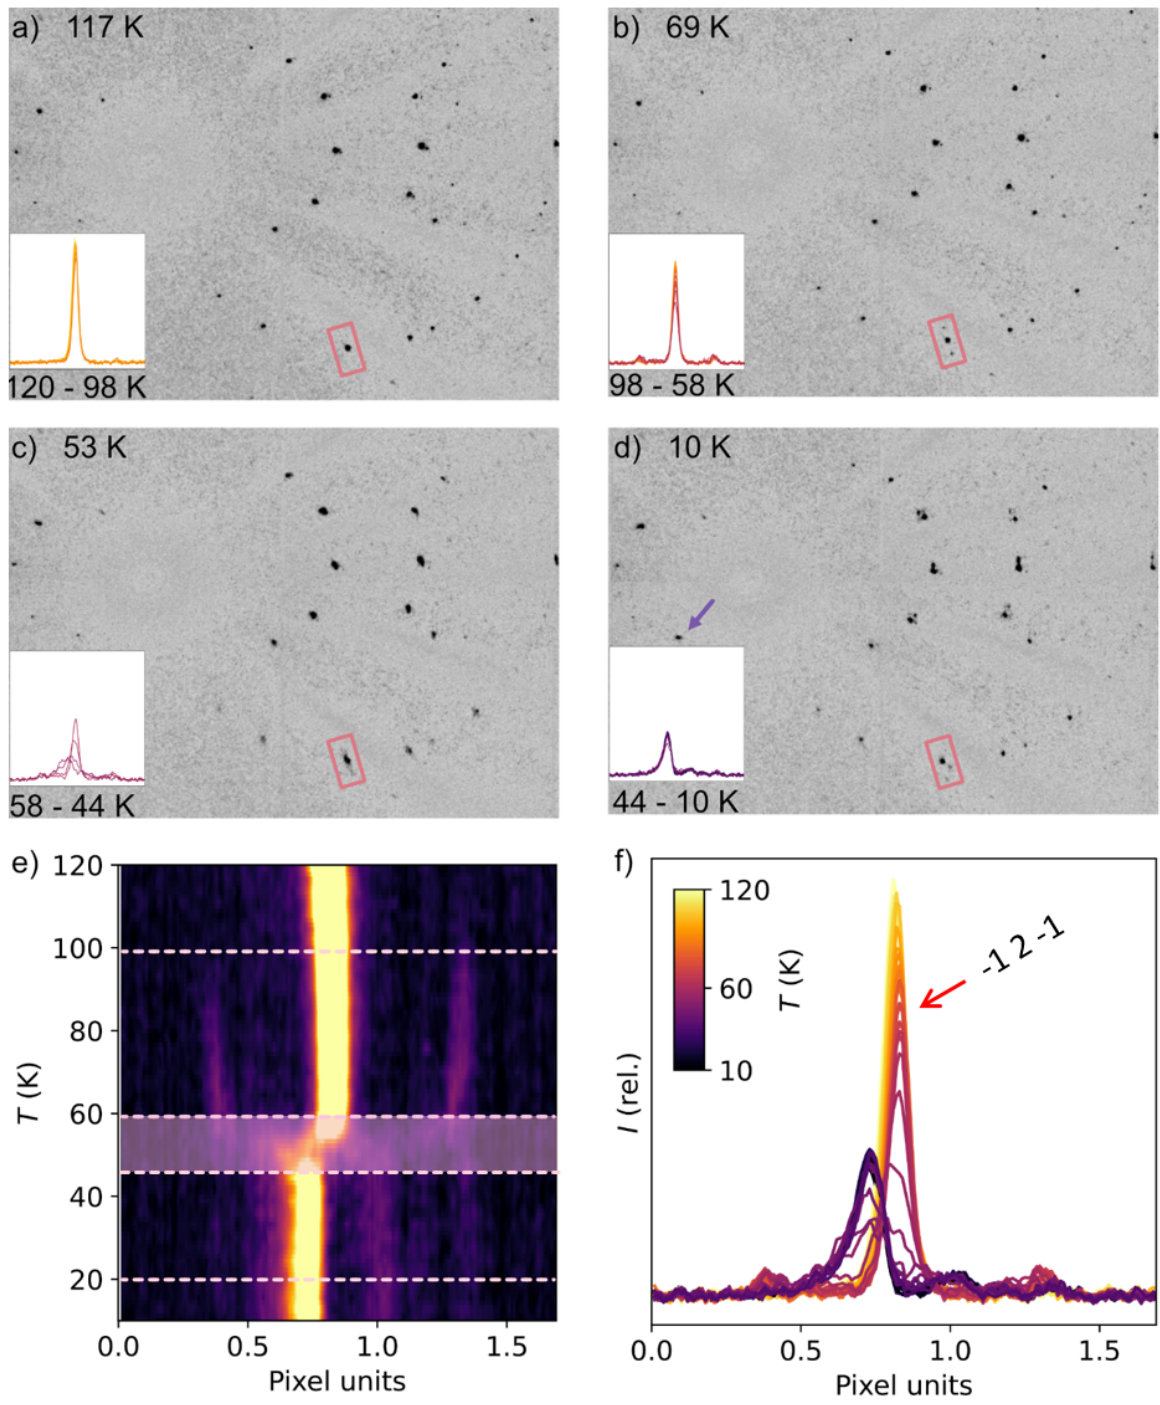 a) 117 K
b) 69 K
120 - 98 K
98 - 58 K
c) 53 K
d) 10 K
58 - 44 K
44 - 10 K
e)
120
100
80
60
40
20
T (K)
0.0 0.5 1.0 1.5
Pixel units
f)
120
60
10
T (K)
-1 2 -1
I (rel.)
0.0 0.5 1.0 1.5
Pixel units